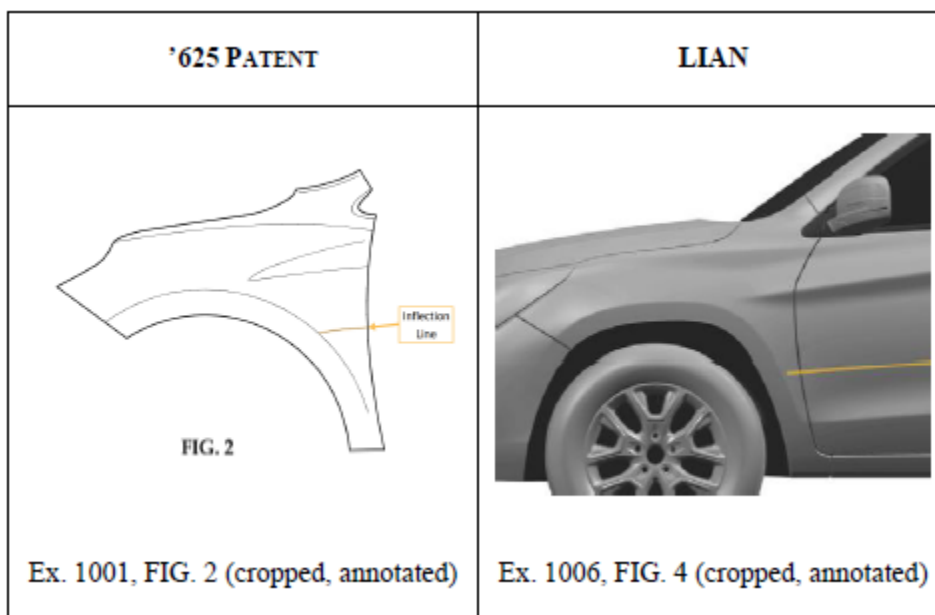 ’625 PATENT
LIAN
Inflection
Line
FIG. 2
Ex. 1001, FIG. 2 (cropped, annotated)
Ex. 1006, FIG. 4 (cropped, annotated)